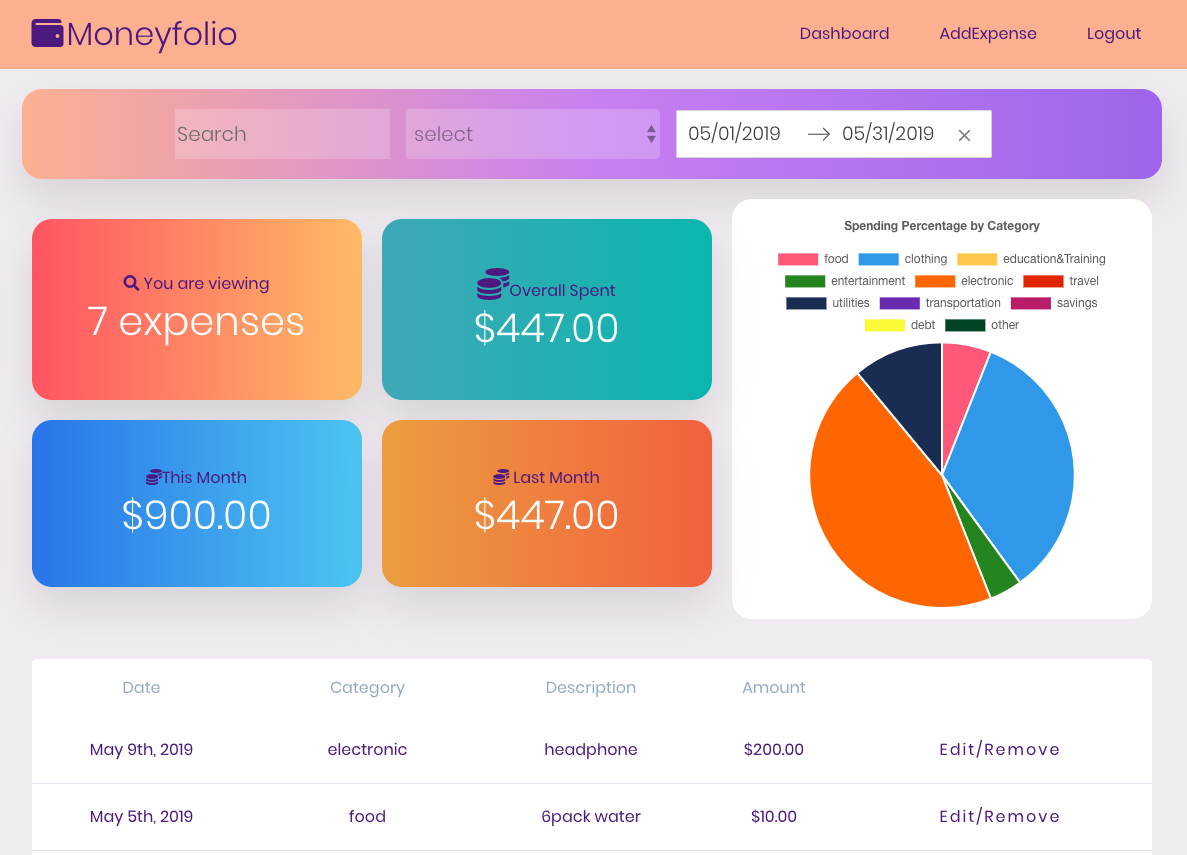 Moneyfolio
Dashboard AddExpense Logout
Search select 05/01/2019 → 05/31/2019 ×
You are viewing
7 expenses
Overall Spent
$447.00
This Month
$900.00
Last Month
$447.00
Spending Percentage by Category
food clothing education&Training
entertainment electronic travel
utilities transportation savings
debt other
Date Category Description Amount
May 9th, 2019 electronic headphone $200.00 Edit/Remove
May 5th, 2019 food 6pack water $10.00 Edit/Remove